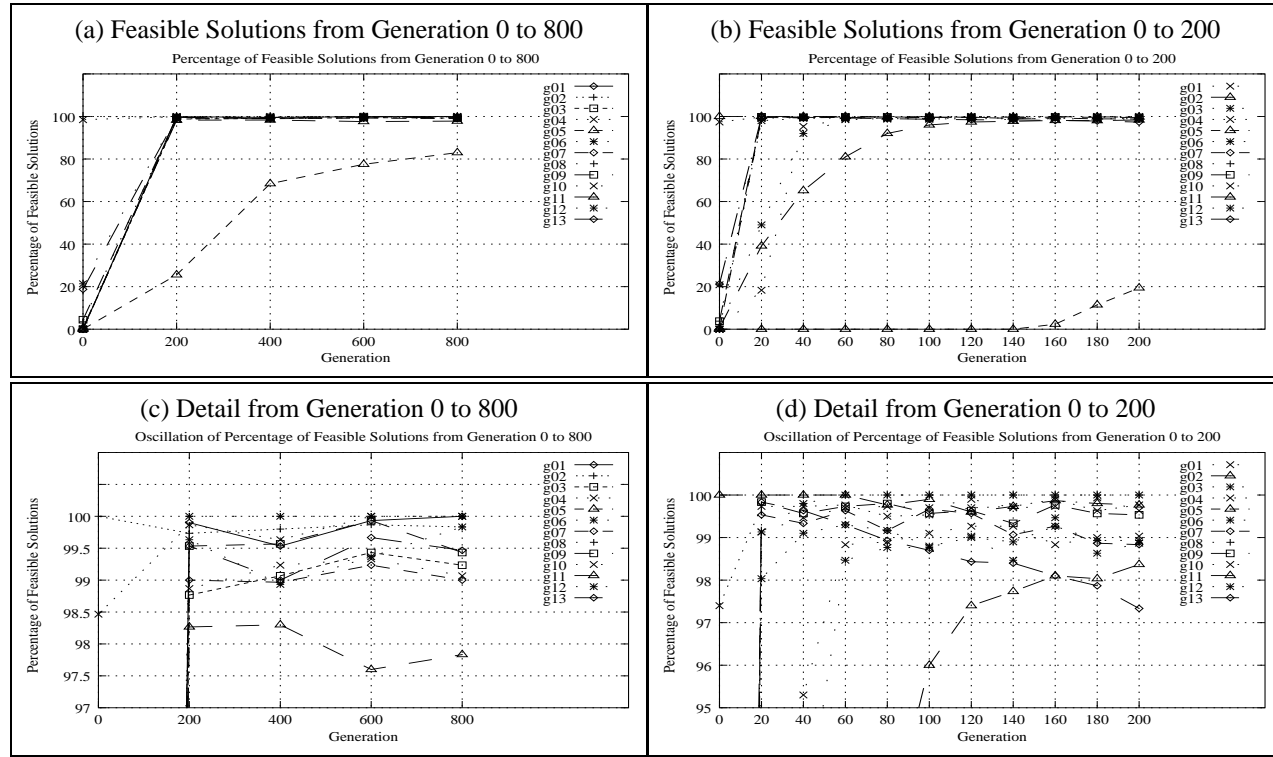 (a) Feasible Solutions from Generation 0 to 800
Percentage of Feasible Solutions from Generation 0 to 800
Percentage of Feasible Solutions
100
80
60
40
20
0
0 200 400 600 800
Generation
g01
g02
g03
g04
g05
g06
g07
g08
g09
g10
g11
g12
g13
(b) Feasible Solutions from Generation 0 to 200
Percentage of Feasible Solutions from Generation 0 to 200
Percentage of Feasible Solutions
100
80
60
40
20
0
0 20 40 60 80 100 120 140 160 180 200
Generation
g01
g02
g03
g04
g05
g06
g07
g08
g09
g10
g11
g12
g13
(c) Detail from Generation 0 to 800
Oscillation of Percentage of Feasible Solutions from Generation 0 to 800
Percentage of Feasible Solutions
100
99.5
99
98.5
98
97.5
97
0 200 400 600 800
Generation
g01
g02
g03
g04
g05
g06
g07
g08
g09
g10
g11
g12
g13
(d) Detail from Generation 0 to 200
Oscillation of Percentage of Feasible Solutions from Generation 0 to 200
Percentage of Feasible Solutions
100
99
98
97
96
95
0 20 40 60 80 100 120 140 160 180 200
Generation
g01
g02
g03
g04
g05
g06
g07
g08
g09
g10
g11
g12
g13